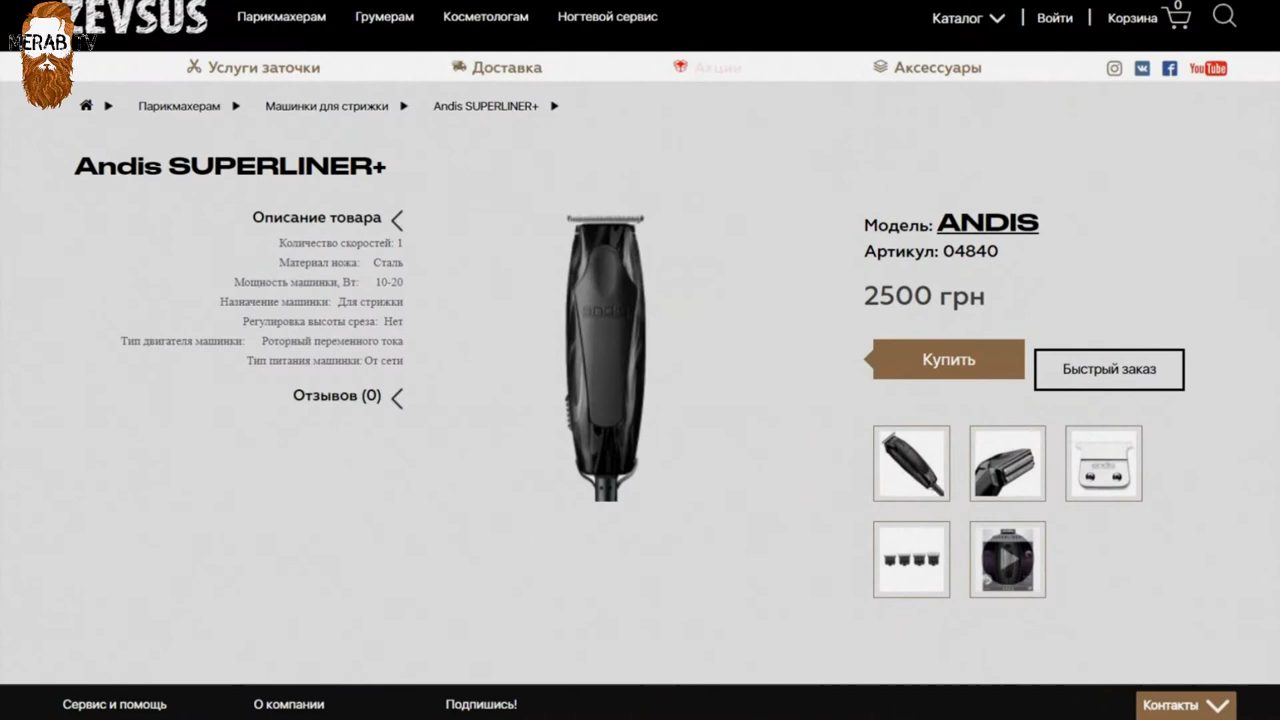 ZEVSUS
Парикмахерам Грумерам Косметологам Ногтевой сервис
Каталог Войти Корзина 0
MERAB TV
Услуги заточки Доставка Акции Аксессуары
YouTube
Парикмахерам Машинки для стрижки Andis SUPERLINER+
Andis SUPERLINER+
Описание товара
Количество скоростей: 1
Материал ножа: Сталь
Мощность машинки, Вт: 10-20
Назначение машинки: Для стрижки
Регулировка высоты среза: Нет
Тип двигателя машинки: Роторный переменного тока
Тип питания машинки: От сети
Отзывов (0)
andis
Модель: ANDIS
Артикул: 04840
2500 грн
Купить
Быстрый заказ
andis
Сервис и помощь О компании Подпишись!
Контакты